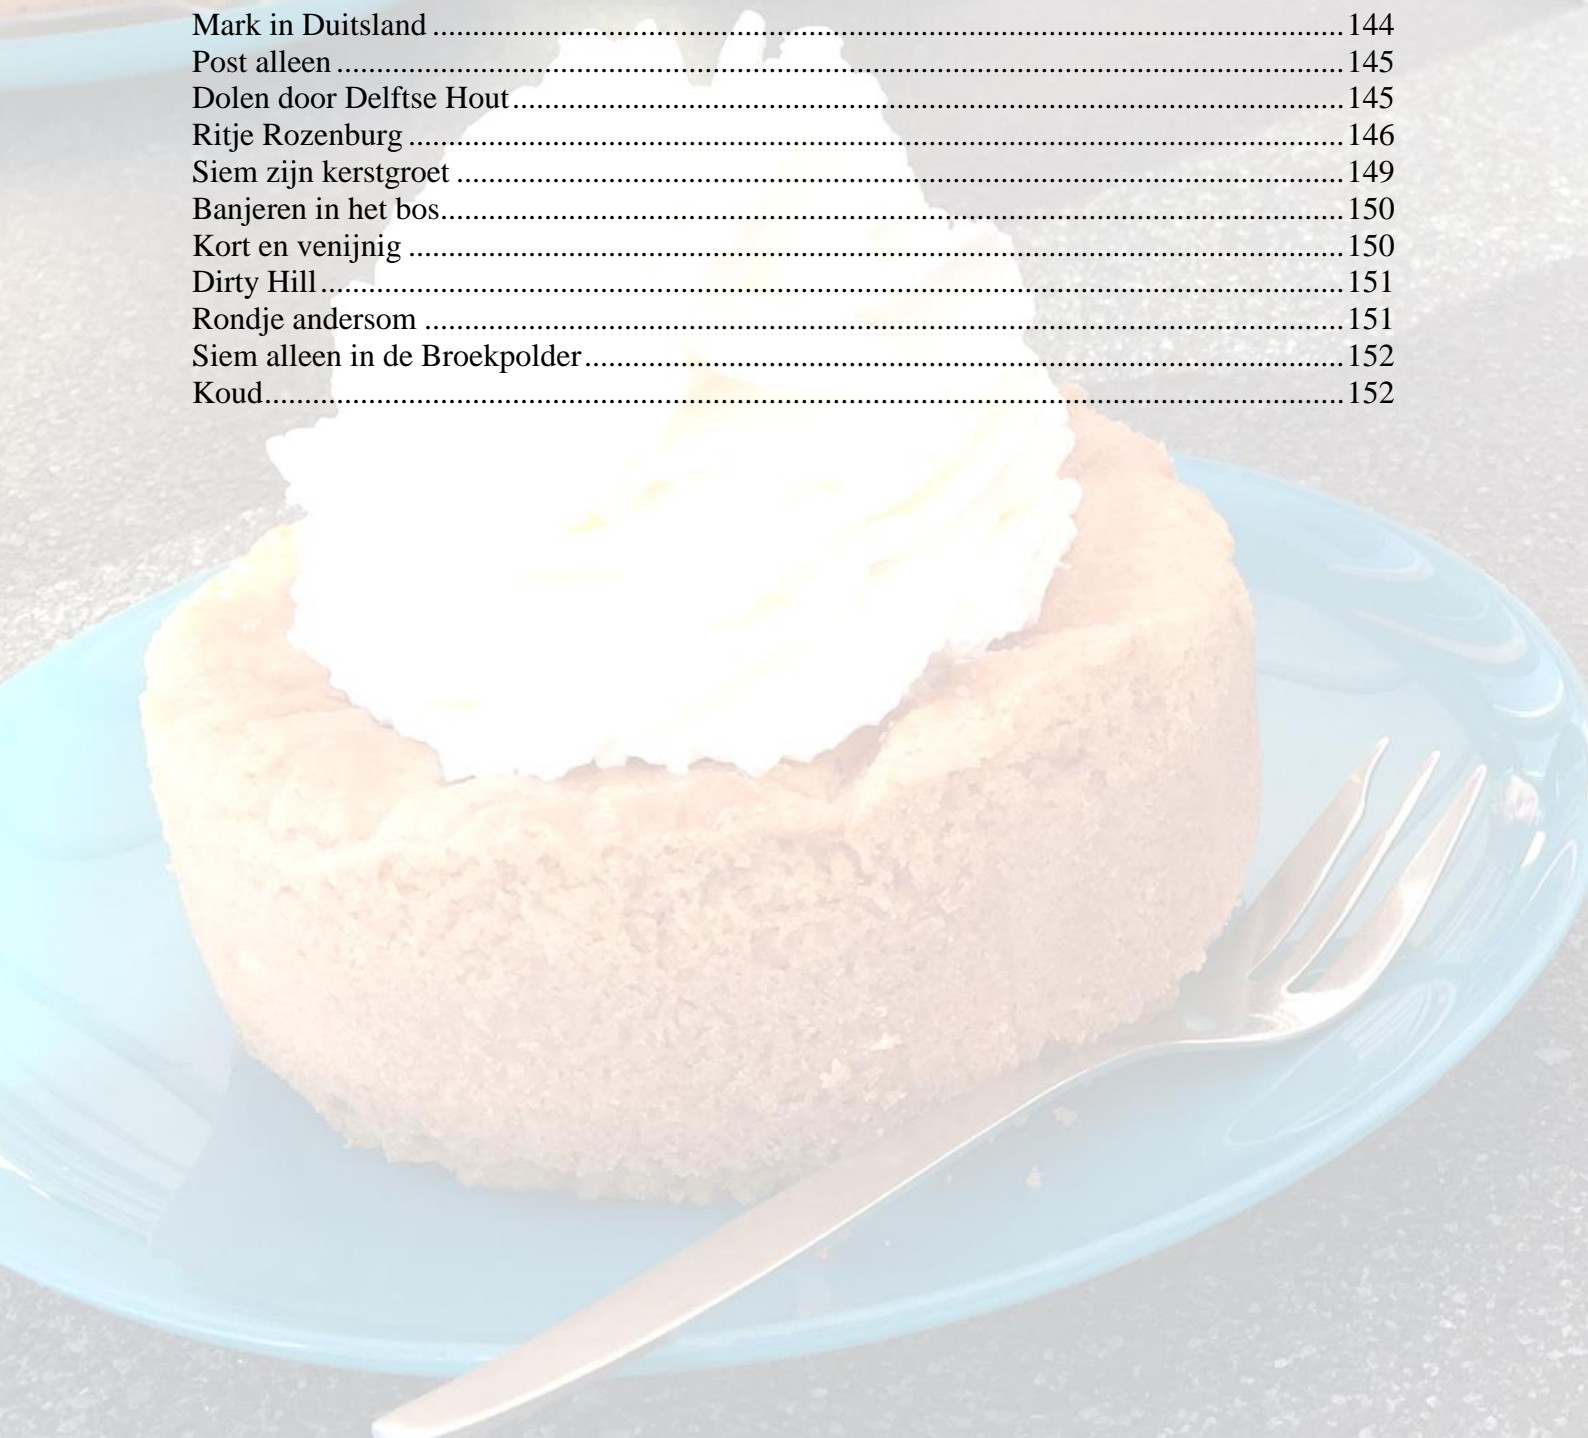 Mark in Duitsland ........................................................................................................................ 144
Post alleen ........................................................................................................................ 145
Dolen door Delftse Hout ........................................................................................................................ 145
Ritje Rozenburg ........................................................................................................................ 146
Siem zijn kerstgroet ........................................................................................................................ 149
Banjeren in het bos ........................................................................................................................ 150
Kort en venijnig ........................................................................................................................ 150
Dirty Hill ........................................................................................................................ 151
Rondje andersom ........................................................................................................................ 151
Siem alleen in de Broekpolder ........................................................................................................................ 152
Koud ........................................................................................................................ 152